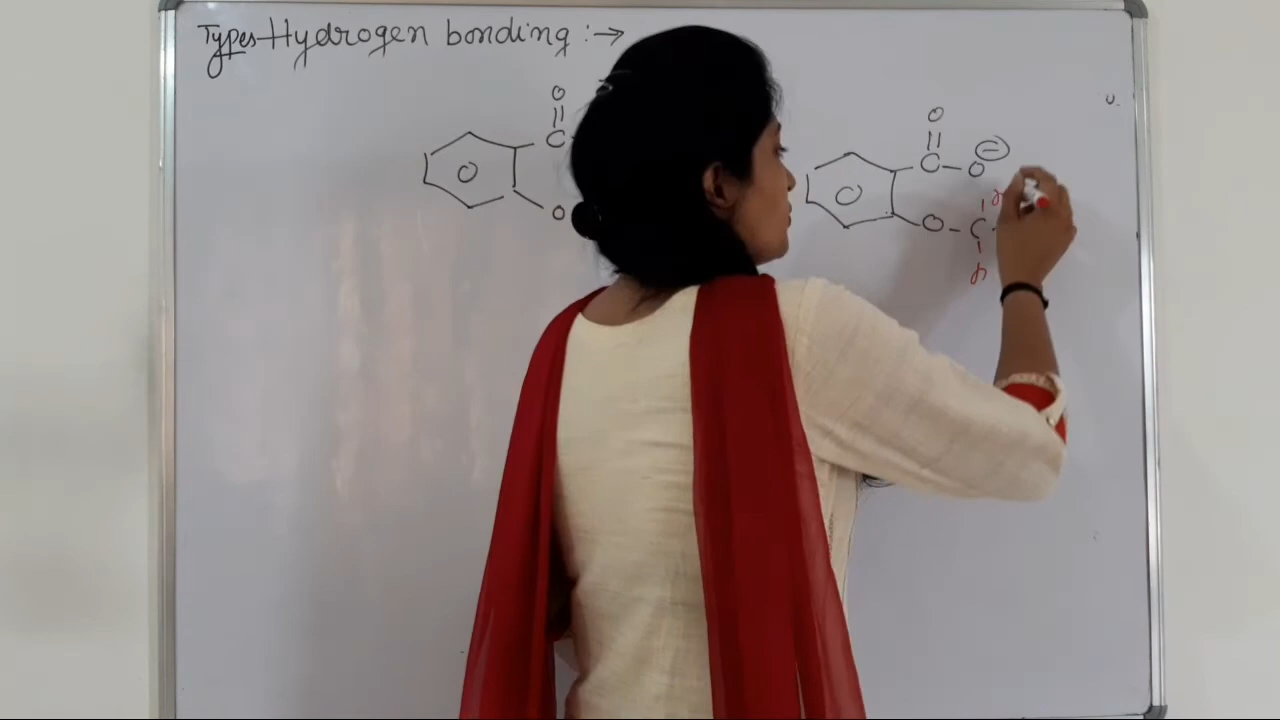 Types Hydrogen bonding :→
O O
C C – O ⊖
O O
O O – C